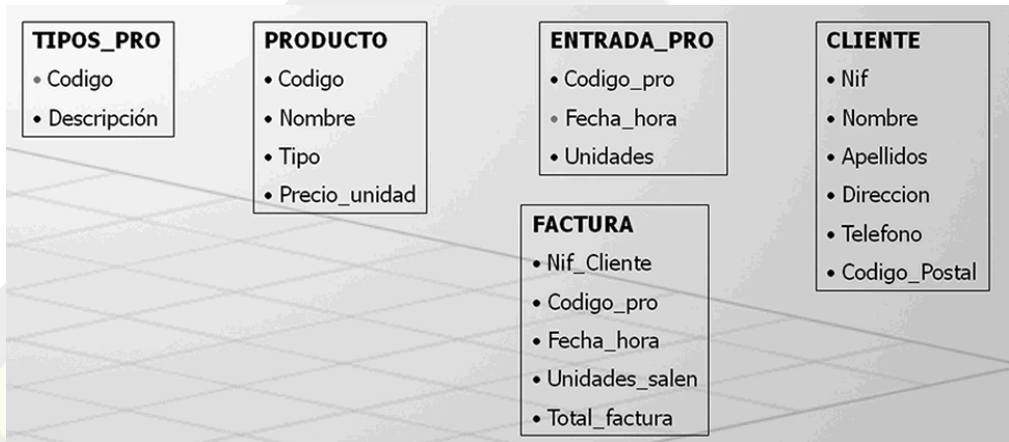 TIPOS_PRO
• Codigo
• Descripción
PRODUCTO
• Codigo
• Nombre
• Tipo
• Precio_unidad
ENTRADA_PRO
• Codigo_pro
• Fecha_hora
• Unidades
CLIENTE
• Nif
• Nombre
• Apellidos
• Direccion
• Telefono
• Codigo_Postal
FACTURA
• Nif_Cliente
• Codigo_pro
• Fecha_hora
• Unidades_salen
• Total_factura